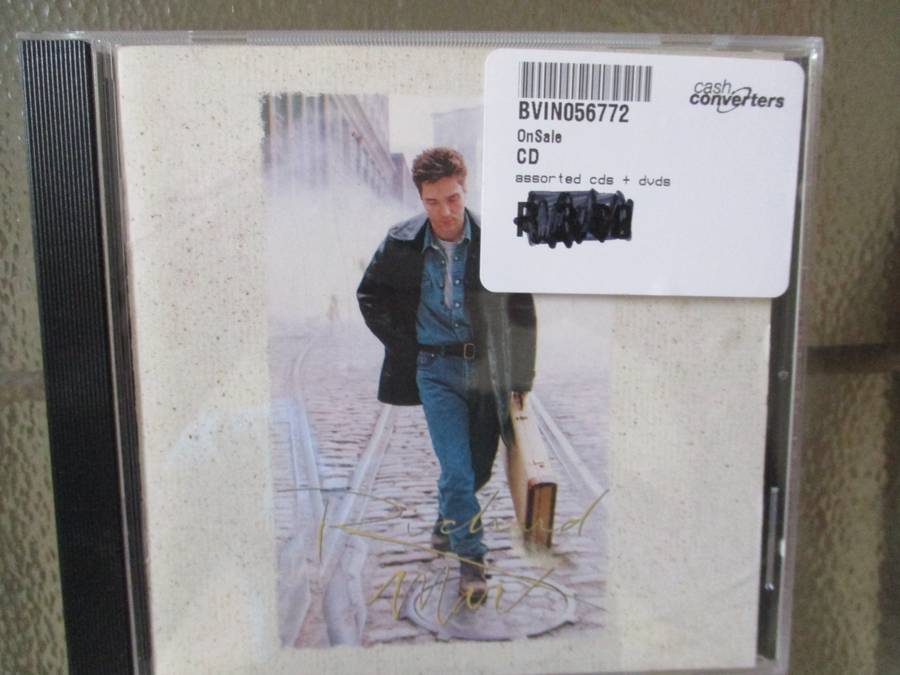 cash
converters
BVIN056772
OnSale
CD
assorted cds + dvds
Richard
Marx